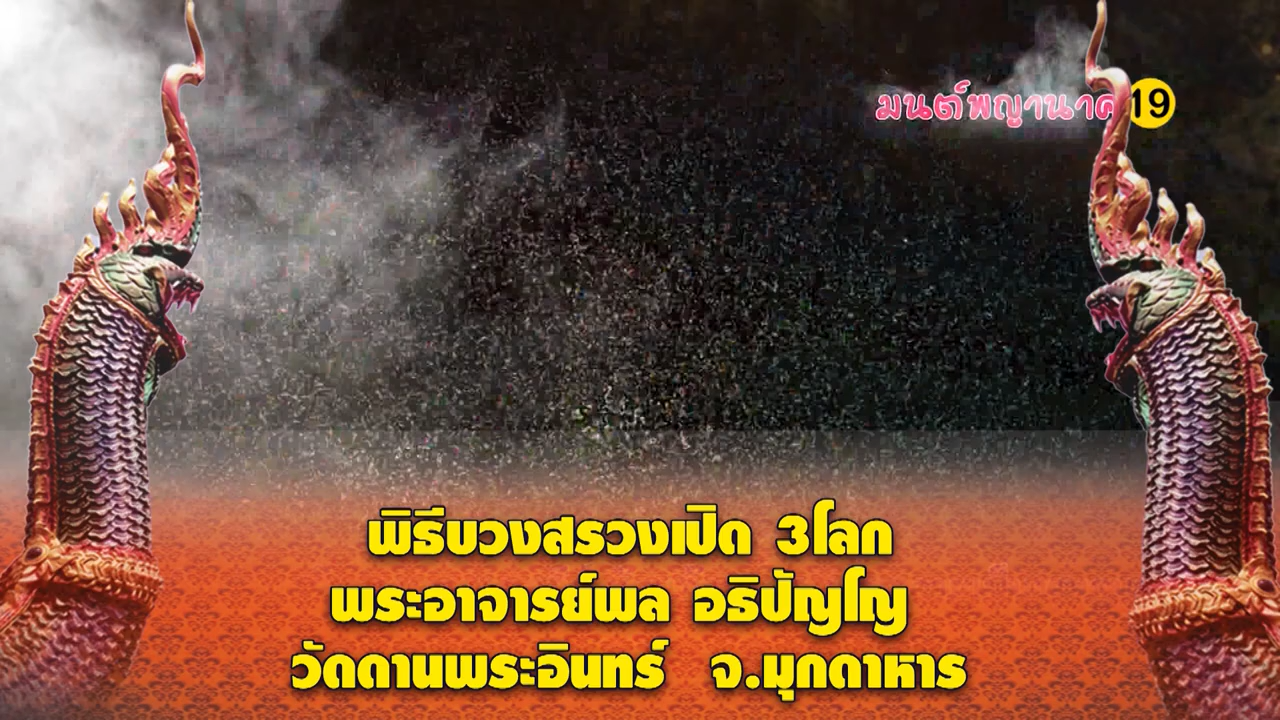 มนต์พญานาค 19
พิธีบวงสรวงเปิด 3โลก
พระอาจารย์พล อธิปัญโญ
วัดดานพระอินทร์ จ.มุกดาหาร